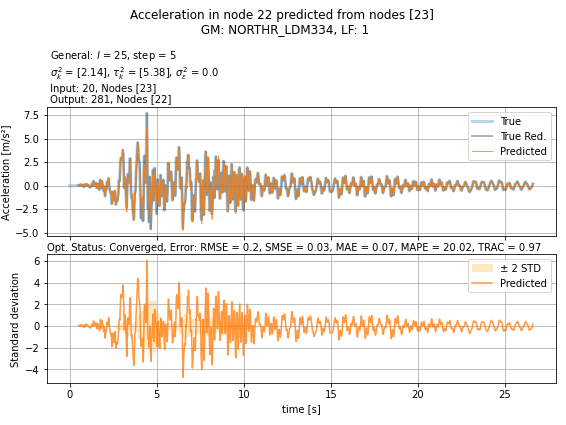 Acceleration in node 22 predicted from nodes [23]
GM: NORTHR_LDM334, LF: 1
General: l = 25, step = 5
σ²ₖ = [2.14], τ²ₖ = [5.38], σ²ε = 0.0
Input: 20, Nodes [23]
Output: 281, Nodes [22]
7.5
5.0
2.5
0.0
−2.5
−5.0
Acceleration [m/s²]
True
True Red.
Predicted
Opt. Status: Converged, Error: RMSE = 0.2, SMSE = 0.03, MAE = 0.07, MAPE = 20.02, TRAC = 0.97
6
4
2
0
−2
−4
Standard deviation
± 2 STD
Predicted
0 5 10 15 20 25
time [s]